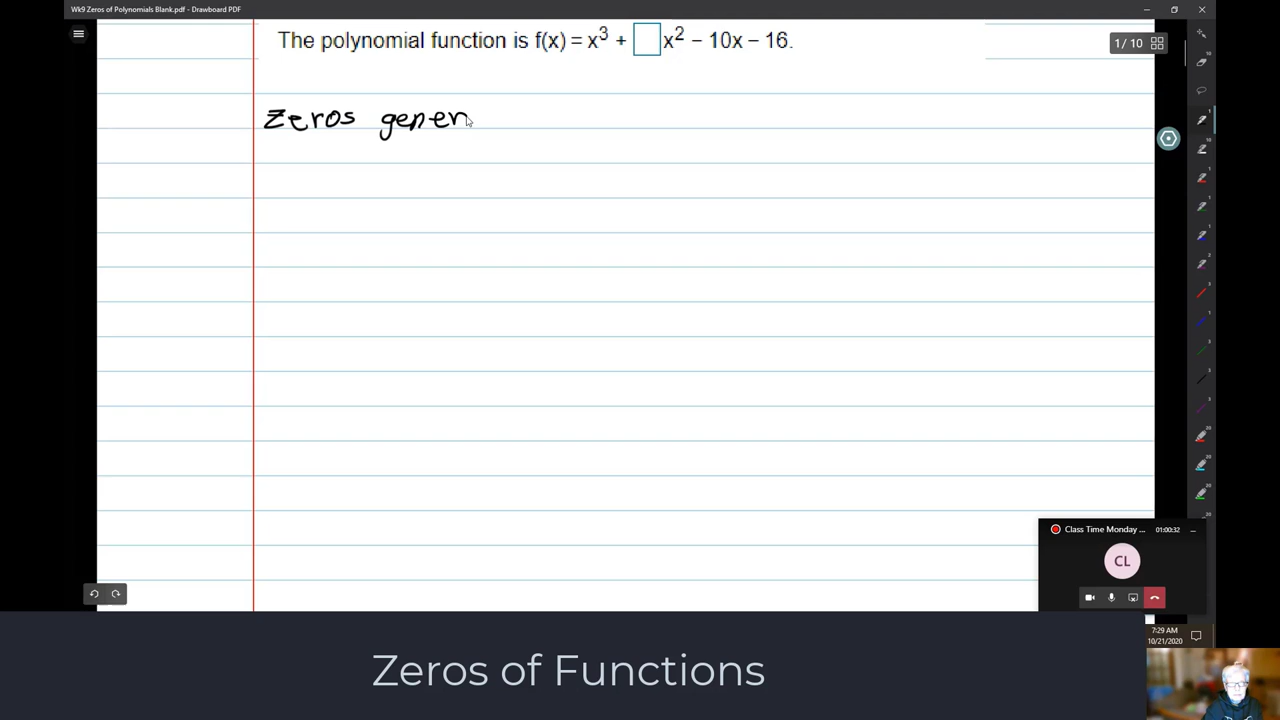 Wk9 Zeros of Polynomials Blank.pdf - Drawboard PDF
The polynomial function is f(x) = x³ + □x² − 10x − 16.
1 / 10
Zeros gener
Class Time Monday ... 01:00:32
CL
7:29 AM
10/21/2020
Zeros of Functions